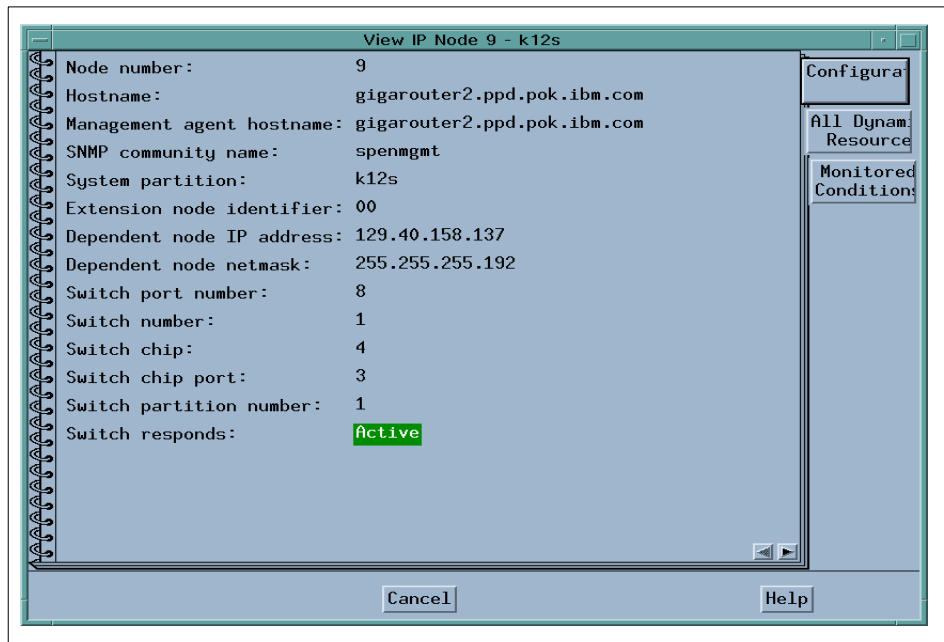 View IP Node 9 - k12s
Node number: 9
Hostname: gigarouter2.ppd.pok.ibm.com
Management agent hostname: gigarouter2.ppd.pok.ibm.com
SNMP community name: spenmgmt
System partition: k12s
Extension node identifier: 00
Dependent node IP address: 129.40.158.137
Dependent node netmask: 255.255.255.192
Switch port number: 8
Switch number: 1
Switch chip: 4
Switch chip port: 3
Switch partition number: 1
Switch responds: Active
Configura
All Dynami
Resource
Monitored
Condition
Cancel
Help